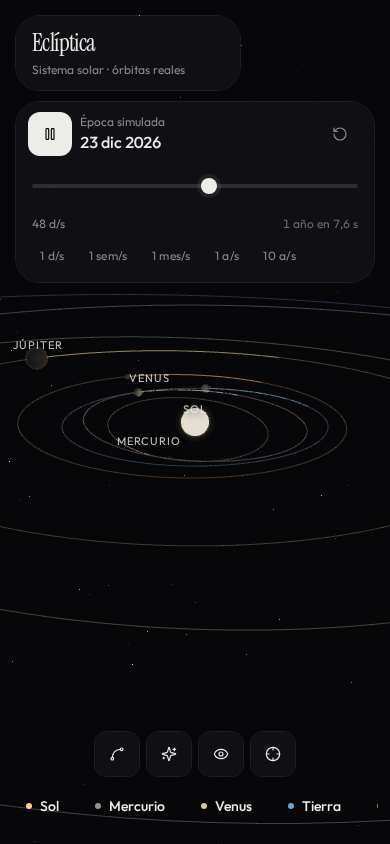 Eclíptica
Sistema solar · órbitas reales
Época simulada
23 dic 2026
48 d/s
1 año en 7,6 s
1 d/s
1 sem/s
1 mes/s
1 a/s
10 a/s
JÚPITER
VENUS
SOL
MERCURIO
Sol
Mercurio
Venus
Tierra